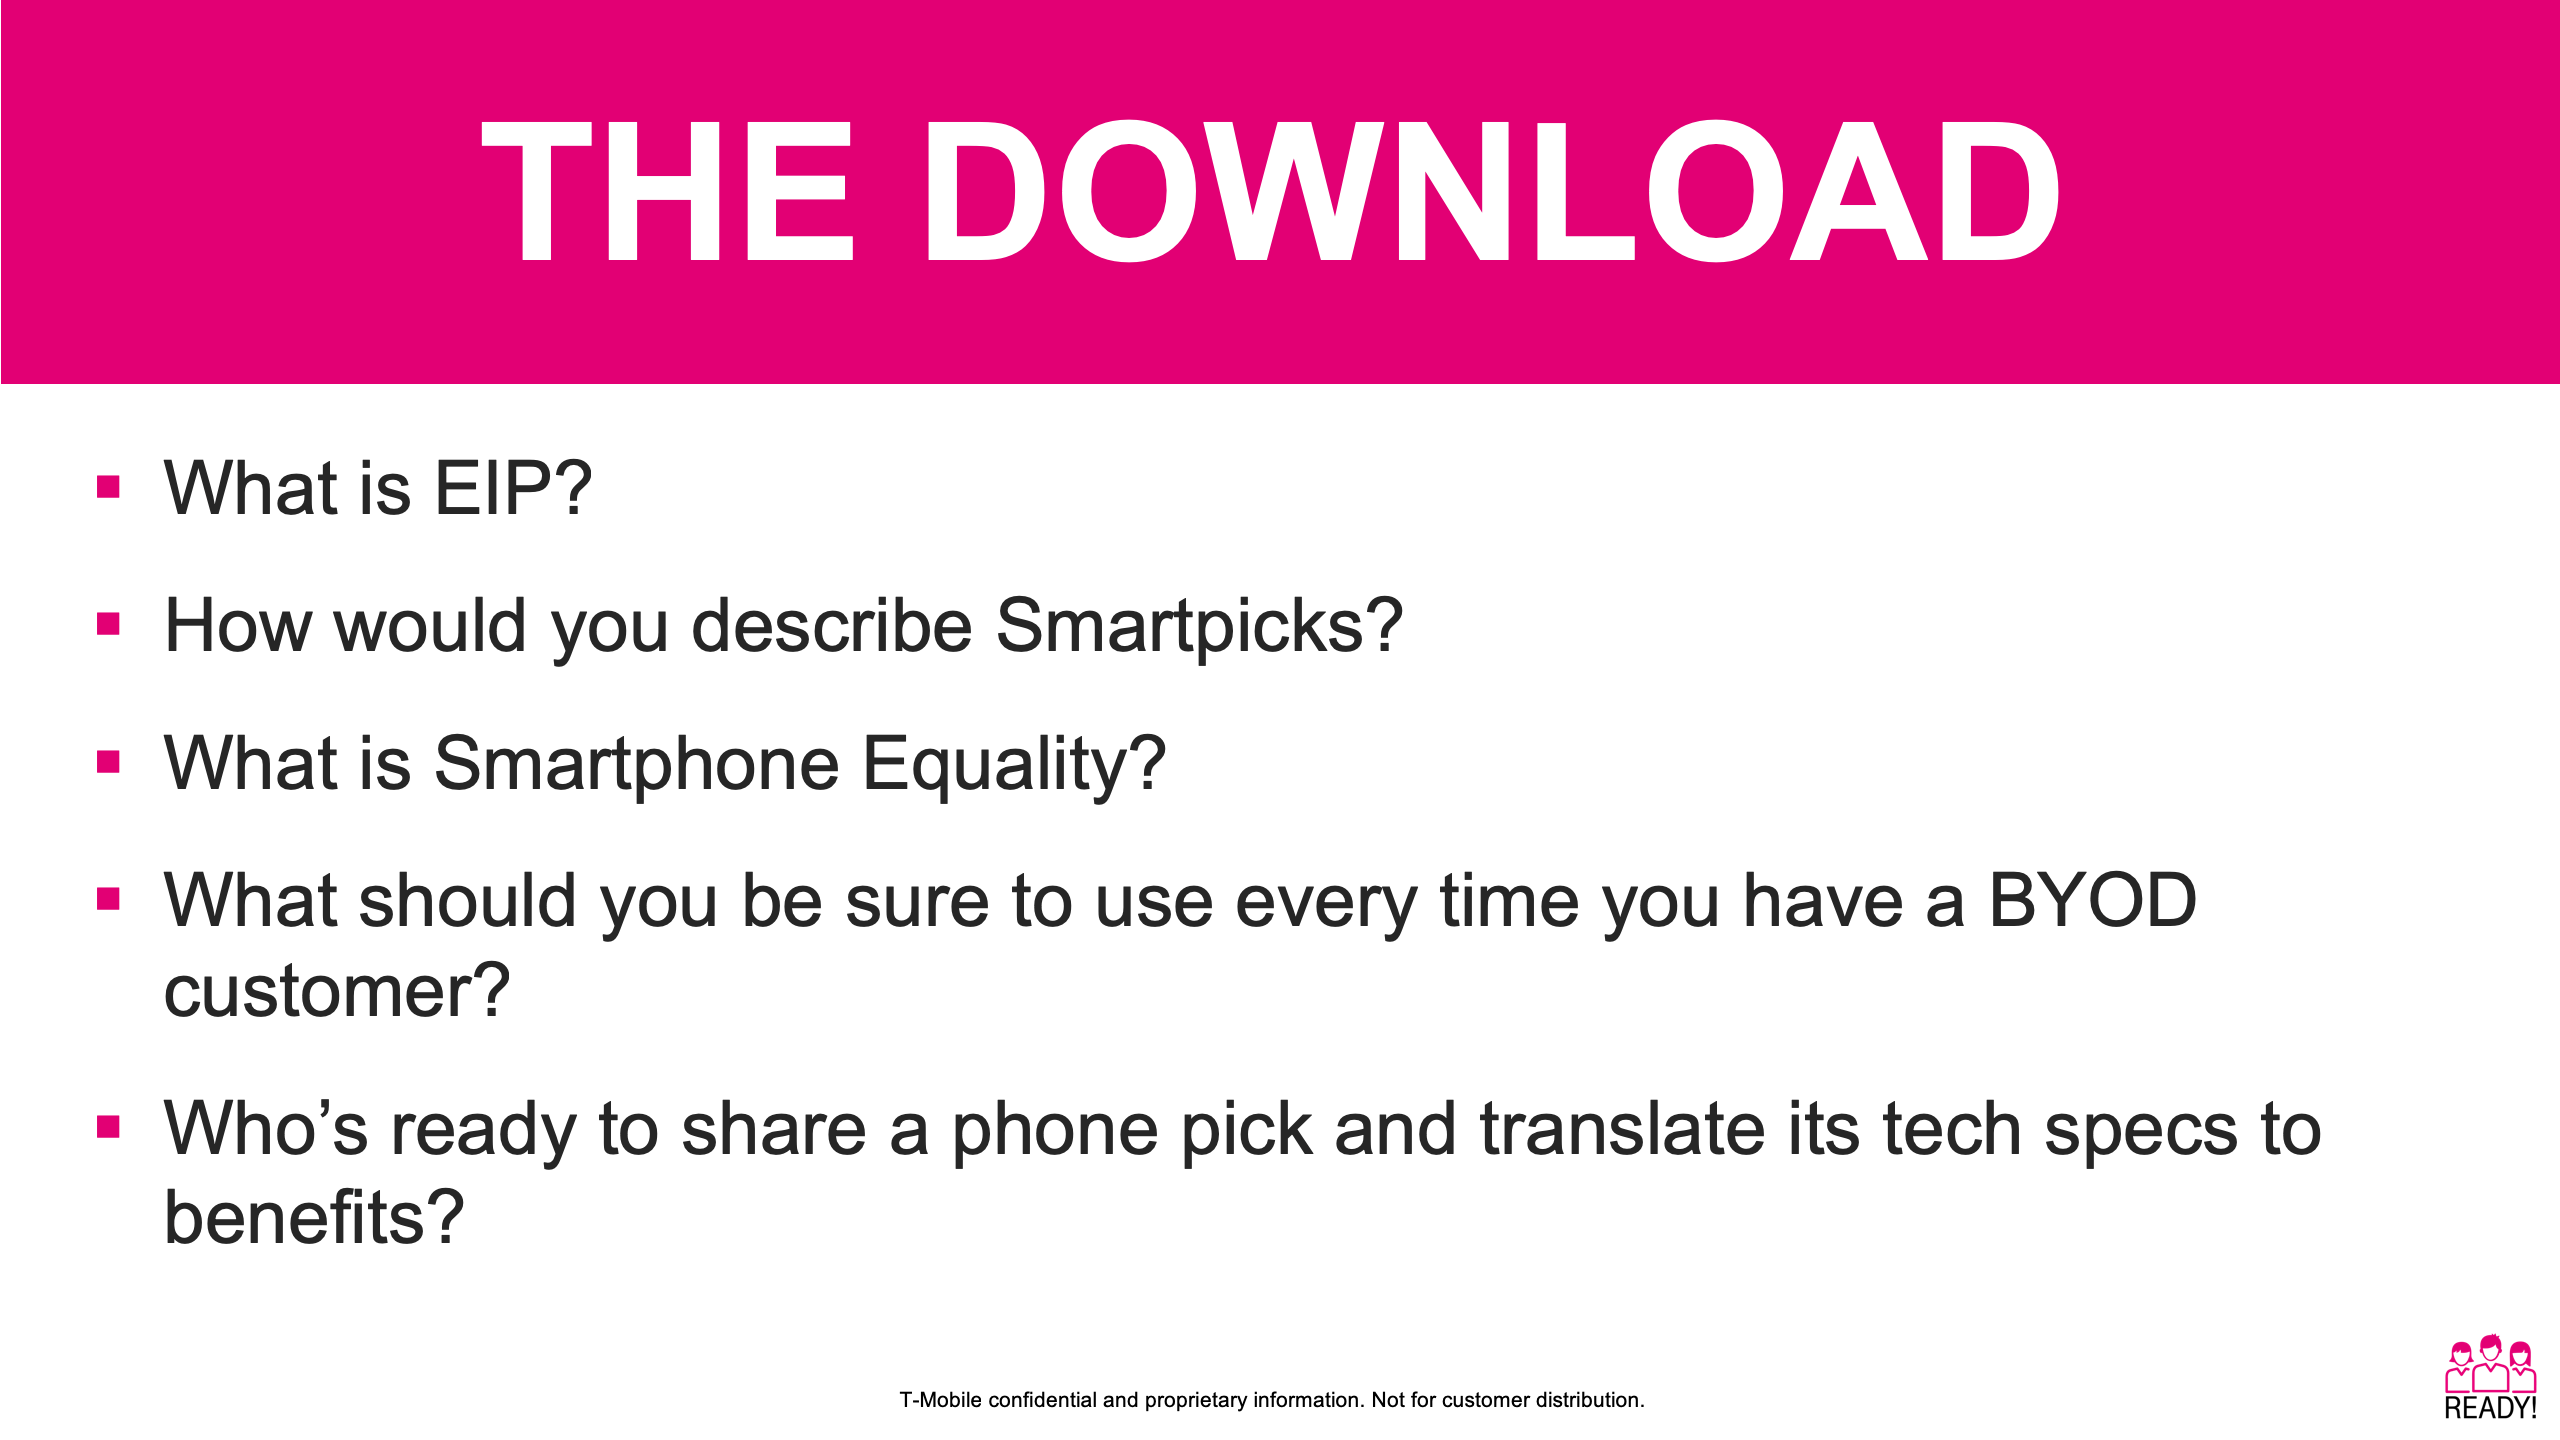 THE DOWNLOAD
▪ What is EIP?
▪ How would you describe Smartpicks?
▪ What is Smartphone Equality?
▪ What should you be sure to use every time you have a BYOD
customer?
▪ Who’s ready to share a phone pick and translate its tech specs to
benefits?
T-Mobile confidential and proprietary information. Not for customer distribution.
READY!